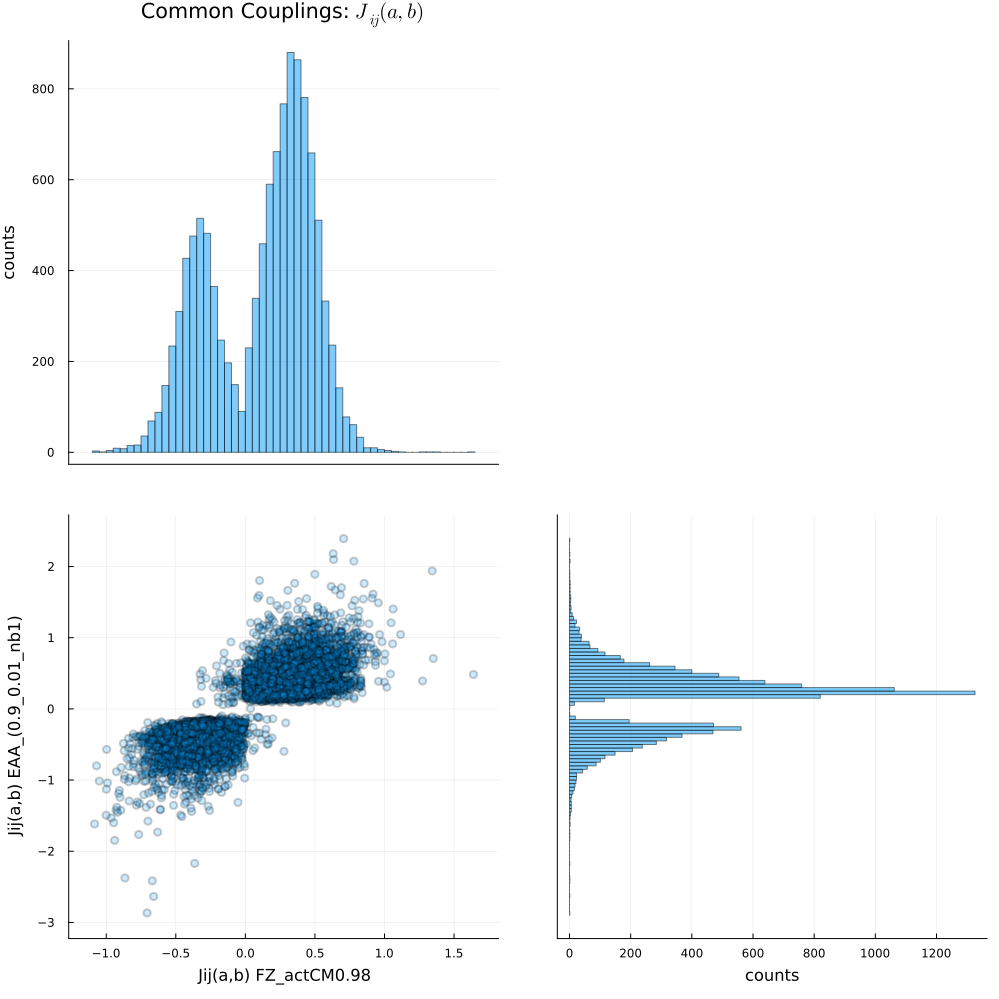 Common Couplings: J_{ij}(a, b)
800
600
400
200
0
counts
2
1
0
−1
−2
−3
Jij(a,b) EAA_(0.9_0.01_nb1)
−1.0 −0.5 0.0 0.5 1.0 1.5
Jij(a,b) FZ_actCM0.98
0 200 400 600 800 1000 1200
counts